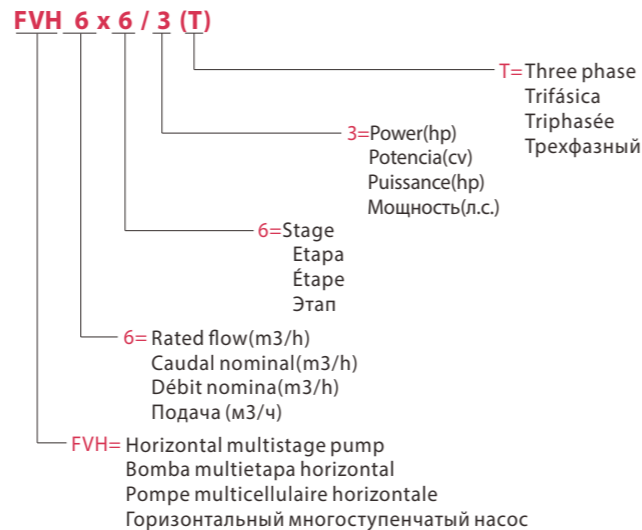 FVH 6 x 6 / 3 (T)
T=Three phase
Trifásica
Triphasée
Трехфазный
3=Power(hp)
Potencia(cv)
Puissance(hp)
Мощность(л.с.)
6=Stage
Etapa
Étape
Этап
6= Rated flow(m3/h)
Caudal nominal(m3/h)
Débit nomina(m3/h)
Подача (м3/ч)
FVH= Horizontal multistage pump
Bomba multietapa horizontal
Pompe multicellulaire horizontale
Горизонтальный многоступенчатый насос